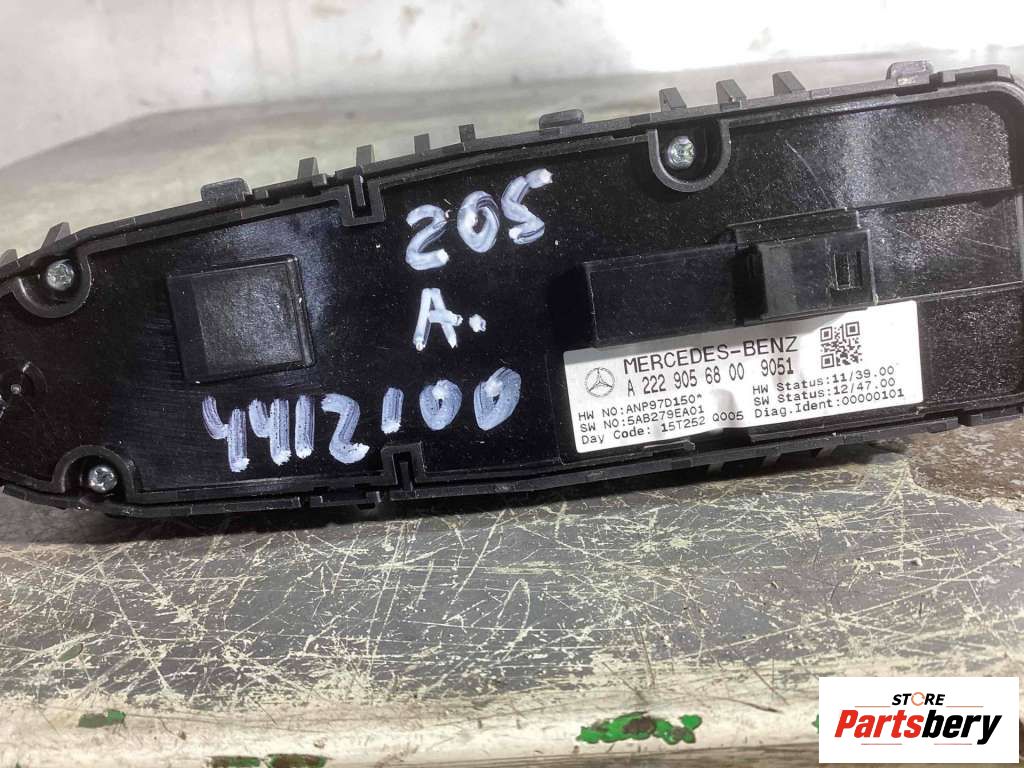 205
A.
4412100
MERCEDES-BENZ
A 222 905 68 00 9051
HW NO:ANP97D150* HW Status:11/39.00
SW NO:5AB279EA01 SW Status:12/47.00
Day Code: 15T252 Q005 Diag.Ident:00000101
STORE
Partsbery